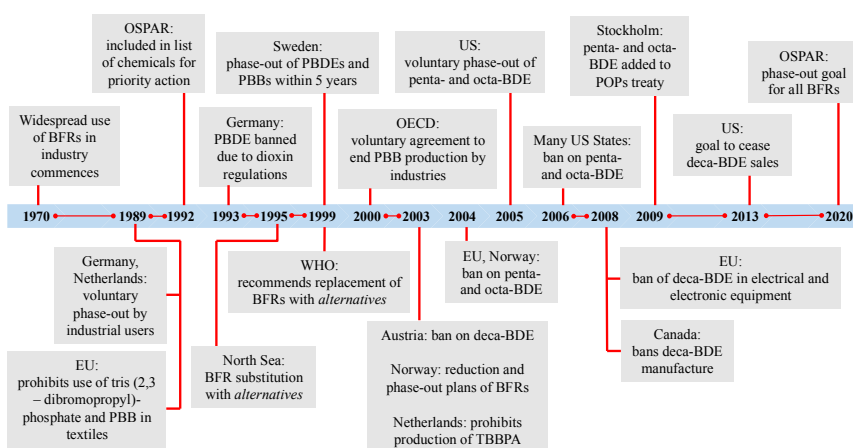 OSPAR:
included in list
of chemicals for
priority action
Sweden:
phase-out of PBDEs and
PBBs within 5 years
US:
voluntary phase-out of
penta- and octa-BDE
Stockholm:
penta- and octa-
BDE added to
POPs treaty
OSPAR:
phase-out goal
for all BFRs
Widespread
use of BFRs in
industry
commences
Germany:
PBDE banned
due to dioxin
regulations
OECD:
voluntary agreement to
end PBB production by
industries
Many US States:
ban on penta-
and octa-BDE
US:
goal to cease
deca-BDE sales
1970 1989 1992 1993 1995 1999 2000 2003 2004 2005 2006 2008 2009 2013 2020
Germany,
Netherlands:
voluntary
phase-out by
industrial users
WHO:
recommends replacement of
BFRs with alternatives
EU, Norway:
ban on penta-
and octa-BDE
EU:
ban of deca-BDE in electrical and
electronic equipment
EU:
prohibits use of tris (2,3
– dibromopropyl)-
phosphate and PBB in
textiles
North Sea:
BFR substitution
with alternatives
Austria: ban on deca-BDE
Norway: reduction and
phase-out plans of BFRs
Netherlands: prohibits
production of TBBPA
Canada:
bans deca-BDE
manufacture